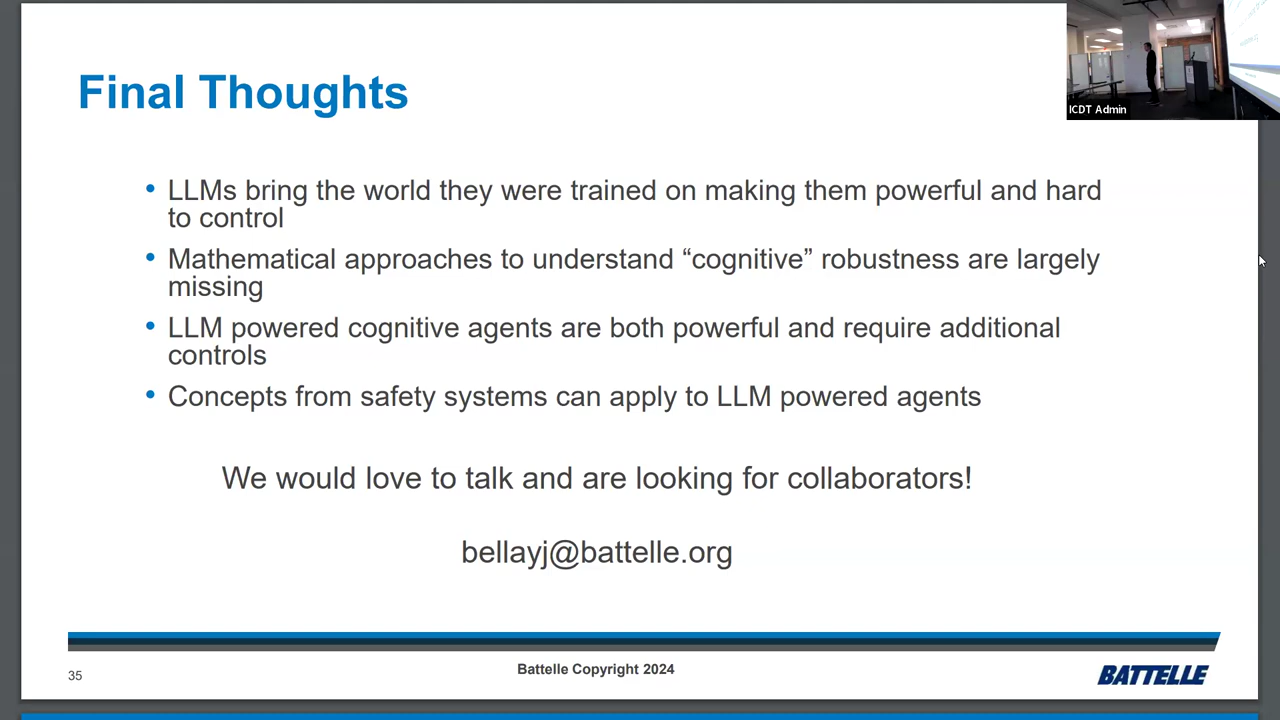 Final Thoughts
ICDT Admin
• LLMs bring the world they were trained on making them powerful and hard
to control
• Mathematical approaches to understand “cognitive” robustness are largely
missing
• LLM powered cognitive agents are both powerful and require additional
controls
• Concepts from safety systems can apply to LLM powered agents
We would love to talk and are looking for collaborators!
bellayj@battelle.org
35
Battelle Copyright 2024
BATTELLE